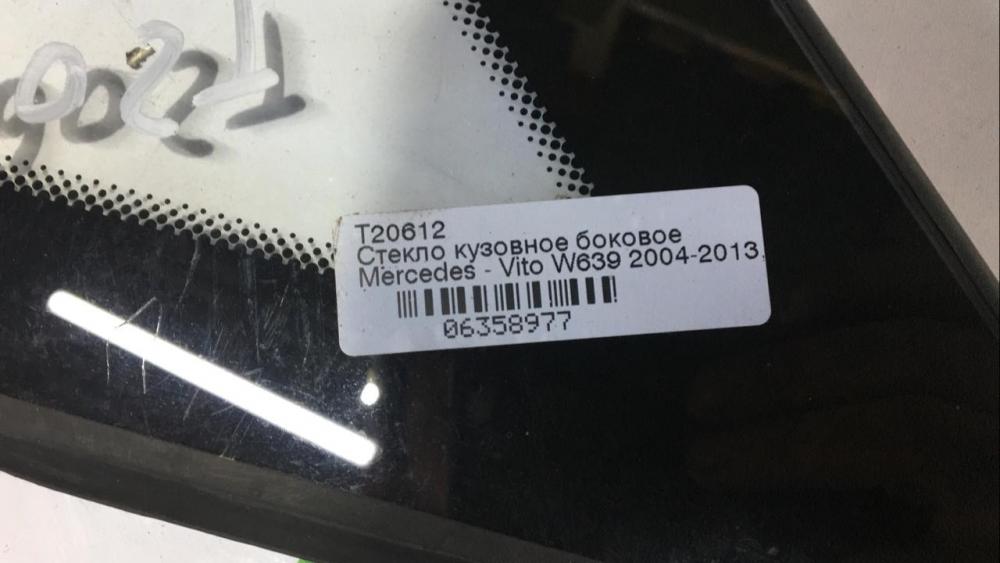 T20612
Стекло кузовное боковое
Mercedes - Vito W639 2004-2013
06358977